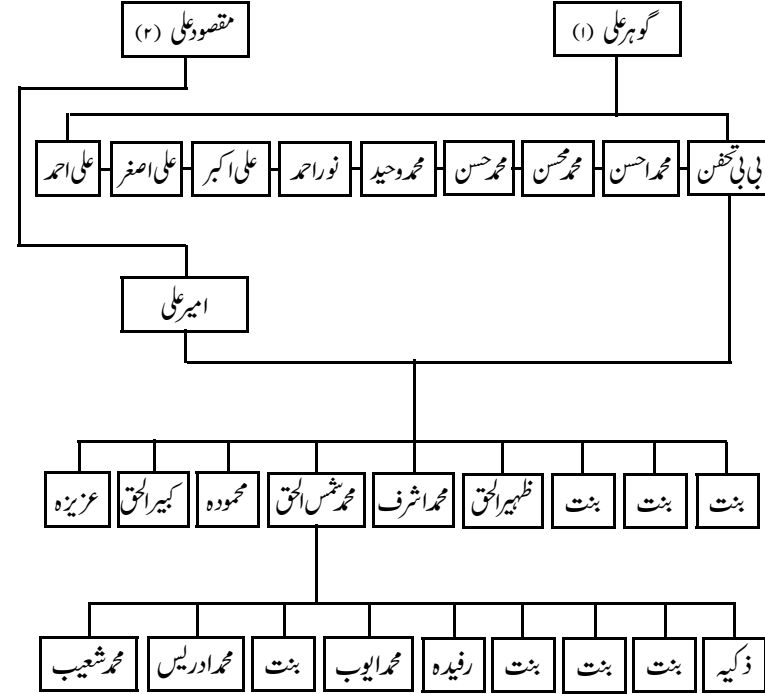 گوہر علی (۱) مقصود علی (۲)
بی بی تحفن محمد احسن محمد محسن محمد حسن محمد وحید نور احمد علی اکبر علی اصغر علی احمد
امیر علی
بنت بنت بنت ظہیر الحق محمد اشرف محمد شمس الحق محمودہ کبیر الحق عزیزہ
ذکیہ بنت بنت بنت رفیدہ محمد ایوب بنت محمد ادریس محمد شعیب